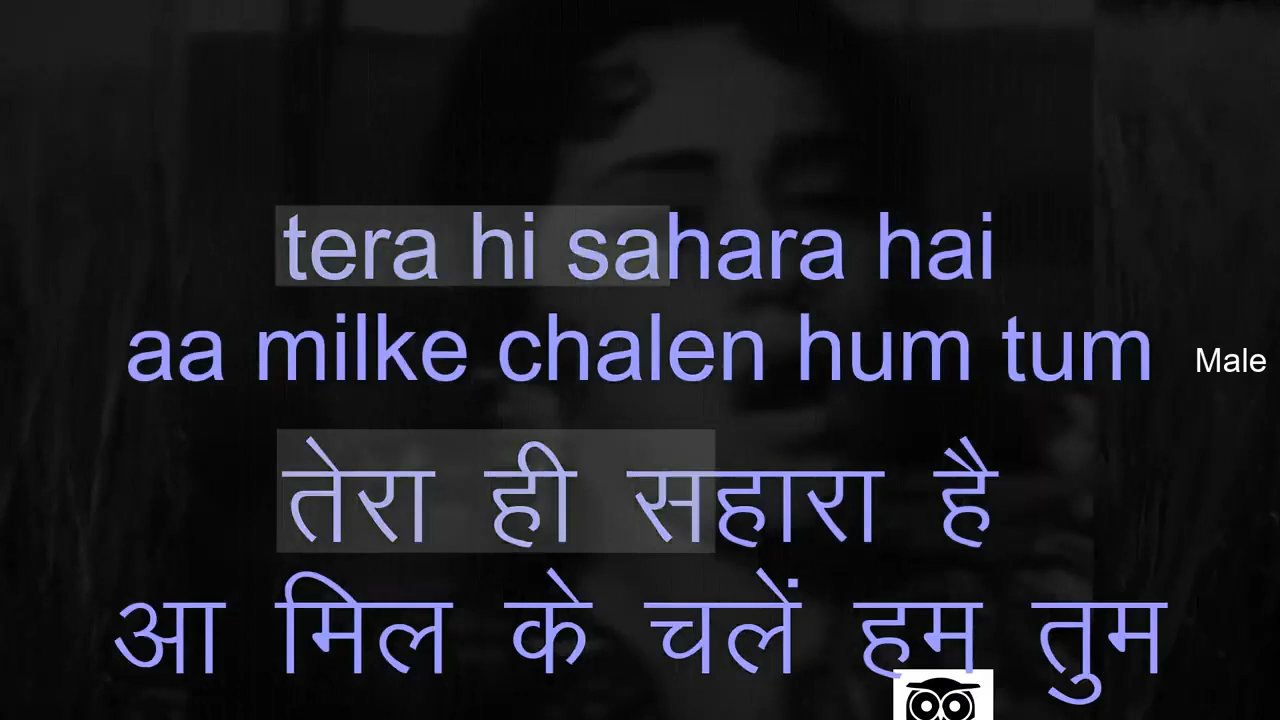 tera hi sahara hai
aa milke chalen hum tum
Male
तेरा ही सहारा है
आ मिल के चलें हम तुम